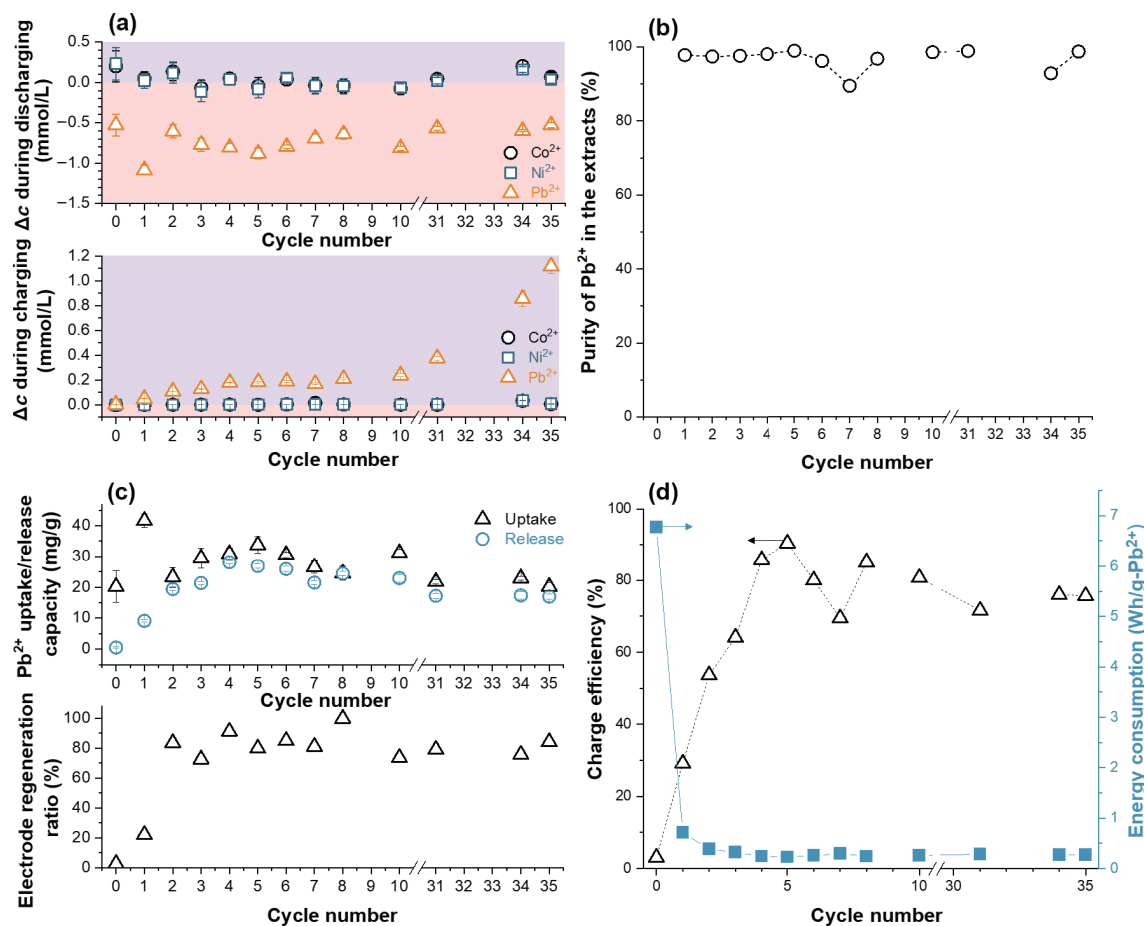 (a)
Δc during discharging
(mmol/L)
0.5
0.0
−0.5
−1.0
−1.5
Co²⁺
Ni²⁺
Pb²⁺
0 1 2 3 4 5 6 7 8 10 31 32 33 34 35
Cycle number
Δc during charging
(mmol/L)
1.2
1.0
0.8
0.6
0.4
0.2
0.0
Co²⁺
Ni²⁺
Pb²⁺
0 1 2 3 4 5 6 7 8 10 31 32 33 34 35
Cycle number
(b)
Purity of Pb²⁺ in the extracts (%)
100
80
60
40
20
0
0 1 2 3 4 5 6 7 8 10 31 32 33 34 35
Cycle number
(c)
Pb²⁺ uptake/release
capacity (mg/g)
40
30
20
10
0
Uptake
Release
0 1 2 3 4 5 6 7 8 10 31 32 33 34 35
Cycle number
Electrode regeneration
ratio (%)
100
80
60
40
20
0
0 1 2 3 4 5 6 7 8 10 31 32 33 34 35
Cycle number
(d)
Charge efficiency (%)
100
80
60
40
20
0
Energy consumption (Wh/g-Pb²⁺)
7
6
5
4
3
2
1
0
0 5 10 30 35
Cycle number